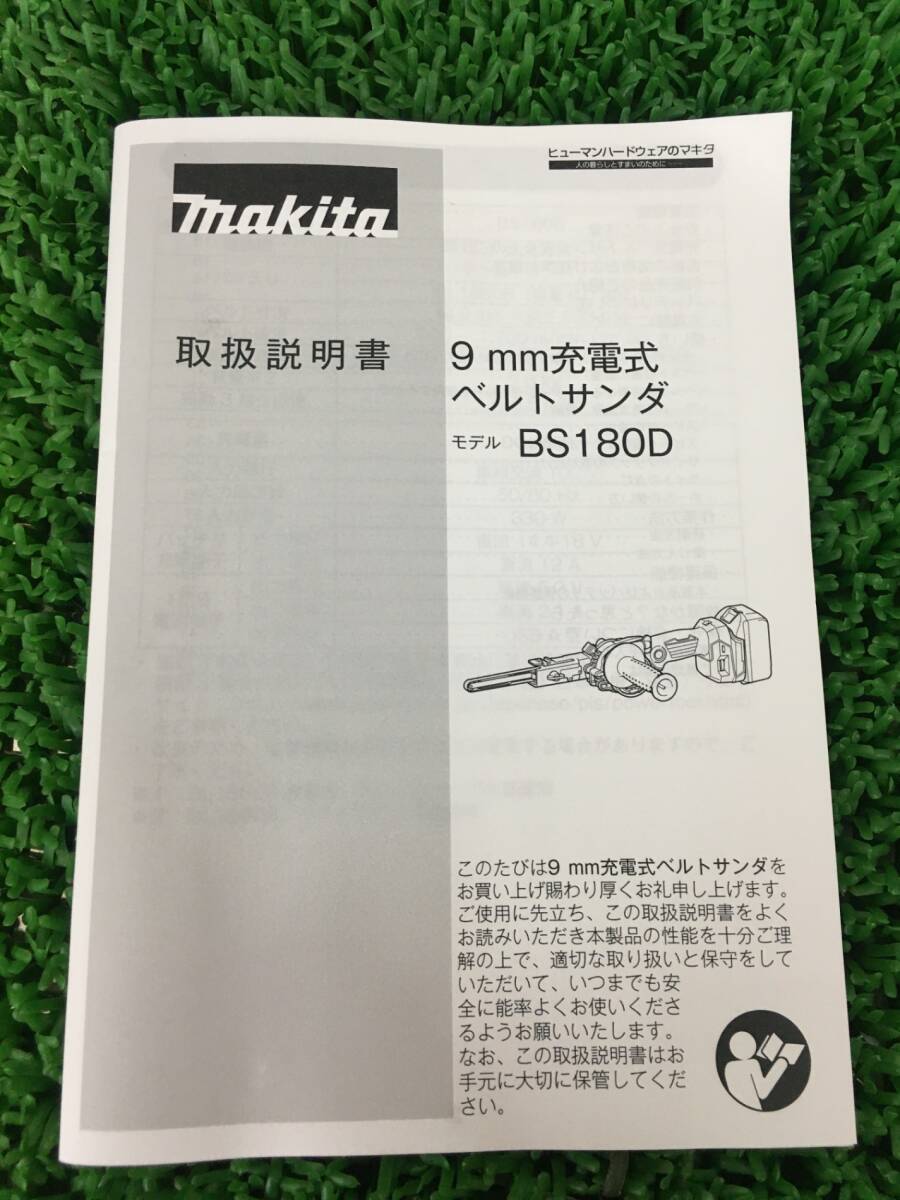 ヒューマンハードウェアのマキタ
人の暮らしとすまいのために
makita
取扱説明書
9 mm充電式
ベルトサンダ
モデル BS180D
このたびは9 mm充電式ベルトサンダを
お買い上げ賜わり厚くお礼申し上げます。
ご使用に先立ち、この取扱説明書をよく
お読みいただき本製品の性能を十分ご理
解の上で、適切な取り扱いと保守をして
いただいて、いつまでも安
全に能率よくお使いくださ
るようお願いいたします。
なお、この取扱説明書はお
手元に大切に保管してくだ
さい。